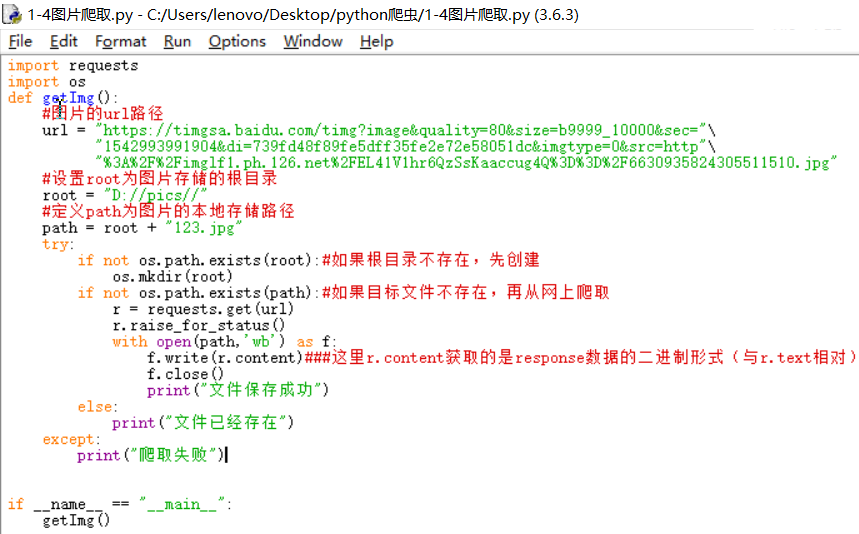 1-4图片爬取.py - C:/Users/lenovo/Desktop/python爬虫/1-4图片爬取.py (3.6.3)
File Edit Format Run Options Window Help
import requests
import os
def getImg():
    #图片的url路径
    url = "https://timgsa.baidu.com/timg?image&quality=80&size=b9999_10000&sec="\
          "1542993991904&di=739fd48f89fe5dff35fe2e72e58051dc&imgtype=0&src=http"\
          "%3A%2F%2Fimglf1.ph.126.net%2FEL41V1hr6QzSsKaaccug4Q%3D%3D%2F6630935824305511510.jpg"
    #设置root为图片存储的根目录
    root = "D://pics//"
    #定义path为图片的本地存储路径
    path = root + "123.jpg"
    try:
        if not os.path.exists(root):#如果根目录不存在，先创建
            os.mkdir(root)
        if not os.path.exists(path):#如果目标文件不存在，再从网上爬取
            r = requests.get(url)
            r.raise_for_status()
            with open(path,'wb') as f:
                f.write(r.content)###这里r.content获取的是response数据的二进制形式（与r.text相对）
                f.close()
                print("文件保存成功")
        else:
            print("文件已经存在")
    except:
        print("爬取失败")
if __name__ == "__main__":
    getImg()